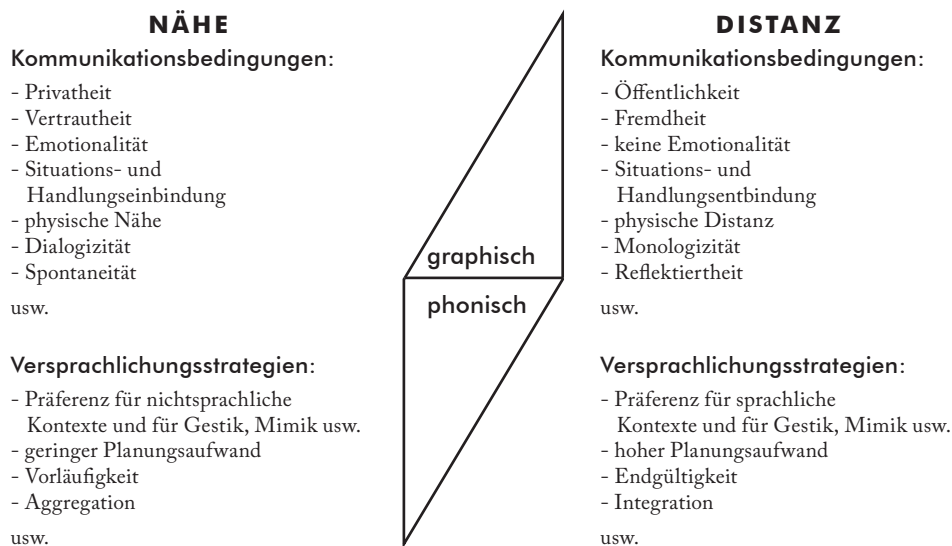 NÄHE
Kommunikationsbedingungen:
- Privatheit
- Vertrautheit
- Emotionalität
- Situations- und
Handlungseinbindung
- physische Nähe
- Dialogizität
- Spontaneität
usw.
Versprachlichungsstrategien:
- Präferenz für nichtsprachliche
Kontexte und für Gestik, Mimik usw.
- geringer Planungsaufwand
- Vorläufigkeit
- Aggregation
usw.
graphisch
phonisch
DISTANZ
Kommunikationsbedingungen:
- Öffentlichkeit
- Fremdheit
- keine Emotionalität
- Situations- und
Handlungsentbindung
- physische Distanz
- Monologizität
- Reflektiertheit
usw.
Versprachlichungsstrategien:
- Präferenz für sprachliche
Kontexte und für Gestik, Mimik usw.
- hoher Planungsaufwand
- Endgültigkeit
- Integration
usw.